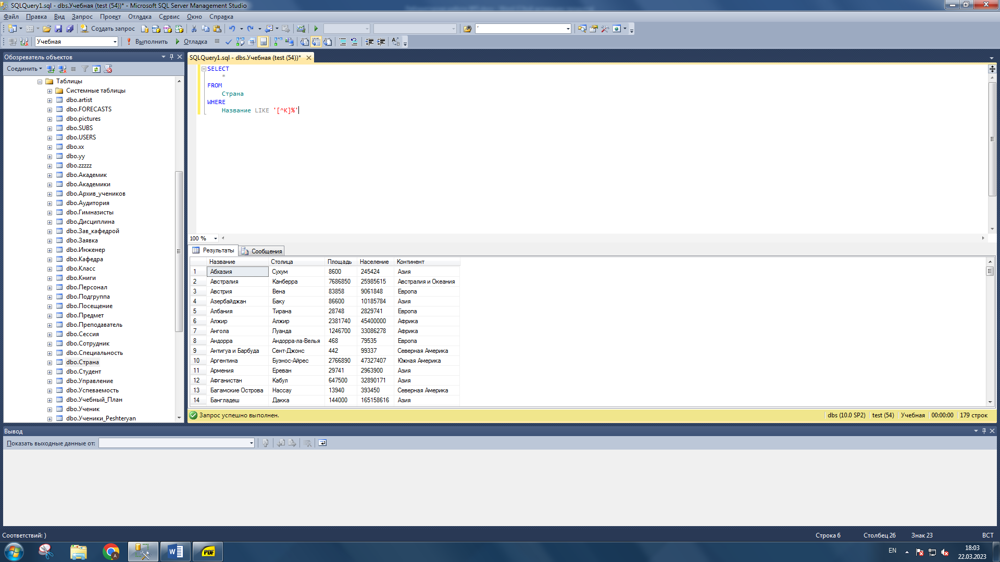 SQLQuery1.sql - dbs.Учебная (test (54))* - Microsoft SQL Server Management Studio
Файл Правка Вид Запрос Проект Отладка Сервис Окно Справка
Создать запрос '
Учебная Выполнить Отладка
Обозреватель объектов
Соединить
Таблицы
Системные таблицы
dbo.artist
dbo.FORECASTS
dbo.pictures
dbo.SUBS
dbo.USERS
dbo.xx
dbo.yy
dbo.zzzzz
dbo.Академик
dbo.Академики
dbo.Архив_учеников
dbo.Аудитория
dbo.Гимназисты
dbo.Дисциплина
dbo.Зав_кафедрой
dbo.Заявка
dbo.Инженер
dbo.Кафедра
dbo.Класс
dbo.Книги
dbo.Персонал
dbo.Подгруппа
dbo.Посещение
dbo.Предмет
dbo.Преподаватель
dbo.Сессия
dbo.Сотрудник
dbo.Специальность
dbo.Страна
dbo.Студент
dbo.Управление
dbo.Успеваемость
dbo.Учебный_План
dbo.Ученик
dbo.Ученики_Peshteryan
SQLQuery1.sql - dbs.Учебная (test (54))*
SELECT
*
FROM
Страна
WHERE
Название LIKE '[^К]%'
100 %
Результаты Сообщения
Название Столица Площадь Население Континент
1 Абхазия Сухум 8600 245424 Азия
2 Австралия Канберра 7686850 25985615 Австралия и Океания
3 Австрия Вена 83858 9061848 Европа
4 Азербайджан Баку 86600 10185784 Азия
5 Албания Тирана 28748 2829741 Европа
6 Алжир Алжир 2381740 45400000 Африка
7 Ангола Луанда 1246700 33086278 Африка
8 Андорра Андорра-ла-Велья 468 79535 Европа
9 Антигуа и Барбуда Сент-Джонс 442 99337 Северная Америка
10 Аргентина Буэнос-Айрес 2766890 47327407 Южная Америка
11 Армения Ереван 29741 2963900 Азия
12 Афганистан Кабул 647500 32890171 Азия
13 Багамские Острова Нассау 13940 393450 Северная Америка
14 Бангладеш Дакка 144000 165158616 Азия
Запрос успешно выполнен. dbs (10.0 SP2) test (54) Учебная 00:00:00 179 строк
Вывод
Показать выходные данные от:
Соответствий: ) Строка 6 Столбец 26 Знак 23 ВСТ
A W PDF EN 18:03
22.03.2023